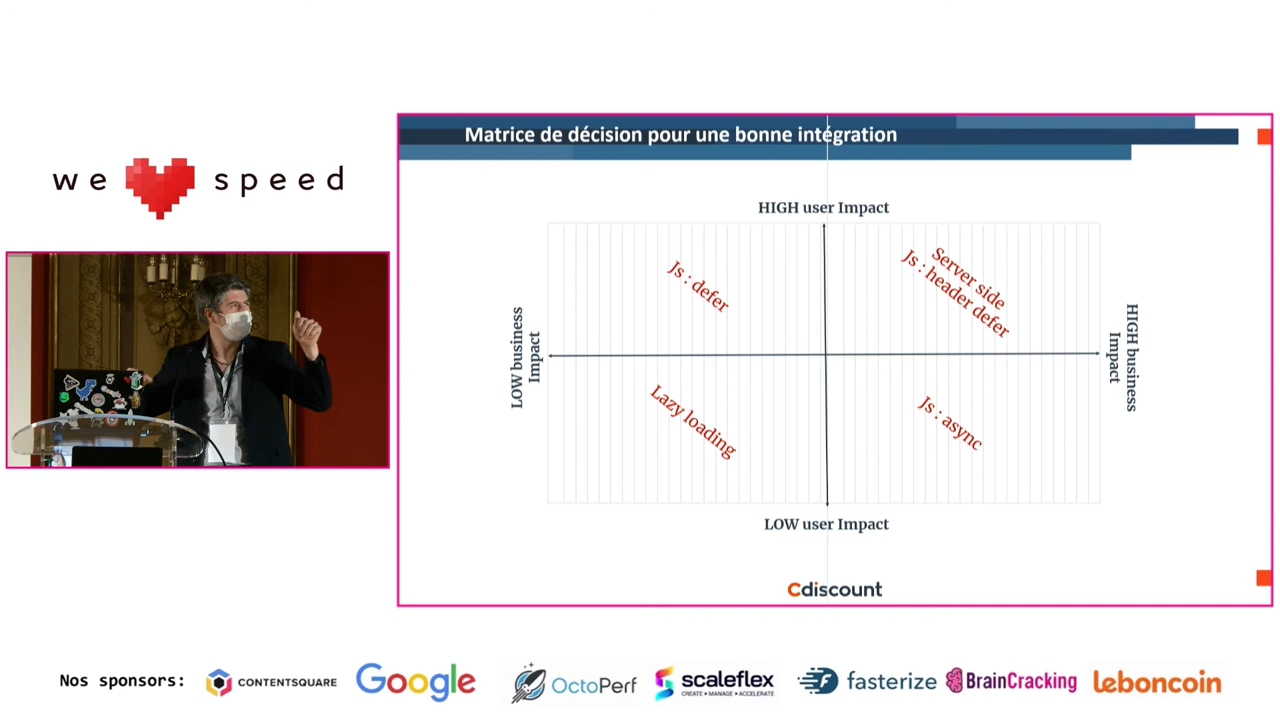 we speed
Matrice de décision pour une bonne intégration
HIGH user Impact
Js : defer
Server side
Js : header defer
LOW business
Impact
HIGH business
Impact
Lazy loading
Js : async
LOW user Impact
Cdiscount
Nos sponsors:
CONTENTSQUARE
Google
OctoPerf
scaleflex
CREATE • MANAGE • ACCELERATE
fasterize
BrainCracking
leboncoin